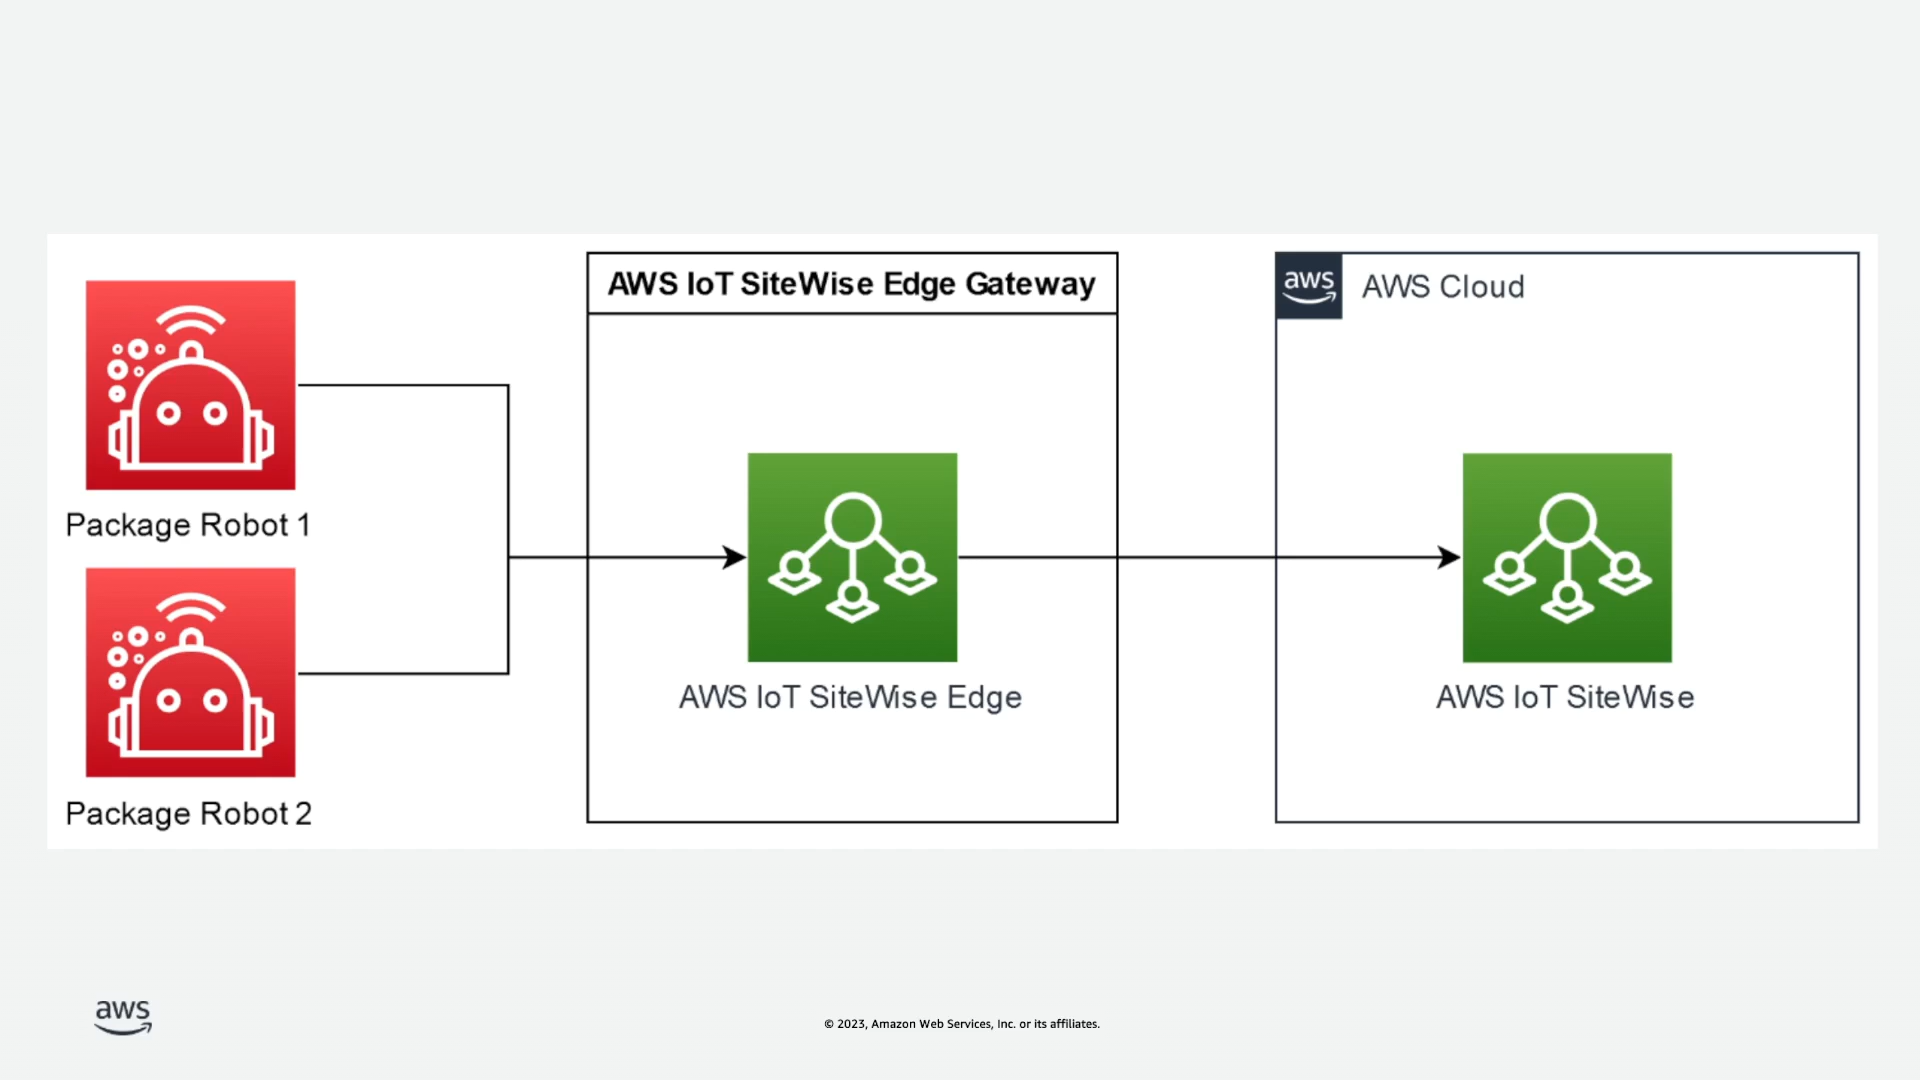 AWS IoT SiteWise Edge Gateway
aws
AWS Cloud
Package Robot 1
AWS IoT SiteWise Edge
AWS IoT SiteWise
Package Robot 2
aws
© 2023, Amazon Web Services, Inc. or its affiliates.